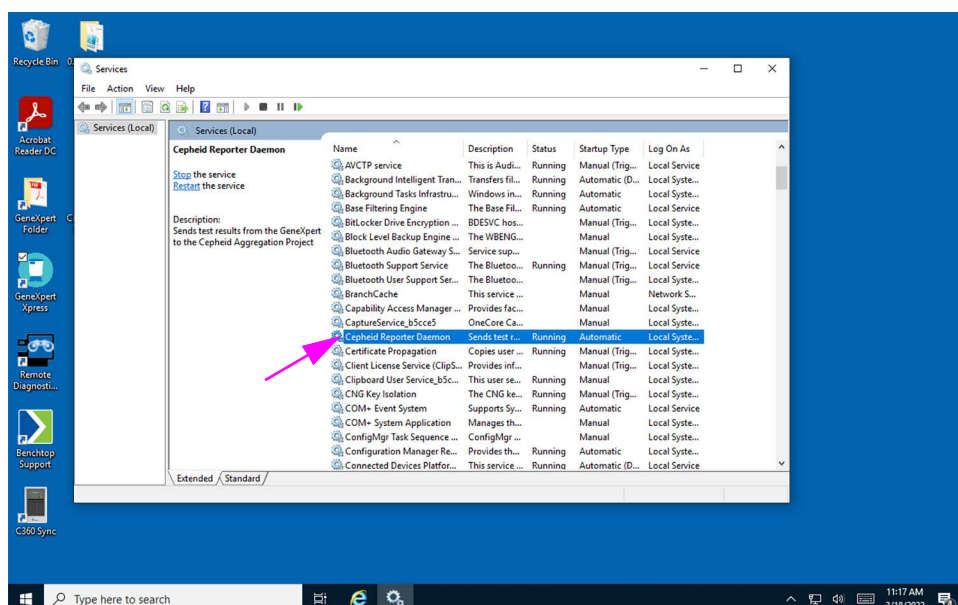 Recycle Bin
0.
Acrobat
Reader DC
GeneXpert
Folder
C
GeneXpert
Xpress
Remote
Diagnosti...
Benchtop
Support
C360 Sync
Services
File Action View Help
Services (Local)
Services (Local)
Cepheid Reporter Daemon
Stop the service
Restart the service
Description:
Sends test results from the GeneXpert
to the Cepheid Aggregation Project
Name Description Status Startup Type Log On As
AVCTP service This is Audi... Running Manual (Trig... Local Service
Background Intelligent Tran... Transfers fil... Running Automatic (D... Local Syste...
Background Tasks Infrastru... Windows in... Running Automatic Local Syste...
Base Filtering Engine The Base Fil... Running Automatic Local Service
BitLocker Drive Encryption ... BDESVC hos... Manual (Trig... Local Syste...
Block Level Backup Engine ... The WBENG... Manual Local Syste...
Bluetooth Audio Gateway S... Service sup... Manual (Trig... Local Service
Bluetooth Support Service The Bluetoo... Running Manual (Trig... Local Service
Bluetooth User Support Ser... The Bluetoo... Manual (Trig... Local Syste...
BranchCache This service ... Manual Network S...
Capability Access Manager ... Provides fac... Manual Local Syste...
CaptureService_b5cce5 OneCore Ca... Manual Local Syste...
Cepheid Reporter Daemon Sends test r... Running Automatic Local Syste...
Certificate Propagation Copies user ... Running Manual (Trig... Local Syste...
Client License Service (ClipS... Provides inf... Manual (Trig... Local Syste...
Clipboard User Service_b5c... This user se... Running Manual Local Syste...
CNG Key Isolation The CNG ke... Running Manual (Trig... Local Syste...
COM+ Event System Supports Sy... Running Automatic Local Service
COM+ System Application Manages th... Manual Local Syste...
ConfigMgr Task Sequence ... ConfigMgr ... Manual Local Syste...
Configuration Manager Re... Provides th... Running Automatic Local Syste...
Connected Devices Platfor... This service ... Running Automatic (D... Local Service
Extended Standard
Type here to search
11:17 AM